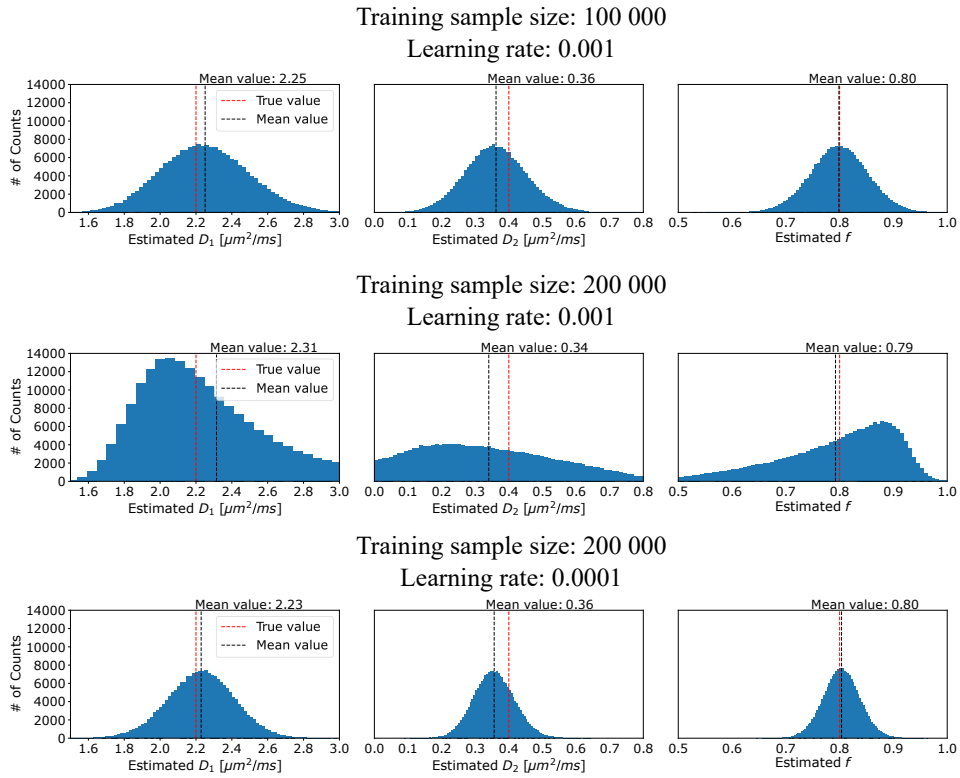 Training sample size: 100 000
Learning rate: 0.001
Mean value: 2.25
Mean value: 0.36
Mean value: 0.80
14000
12000
10000
8000
6000
4000
2000
0
# of Counts
True value
Mean value
1.6 1.8 2.0 2.2 2.4 2.6 2.8 3.0
0.0 0.1 0.2 0.3 0.4 0.5 0.6 0.7 0.8
0.5 0.6 0.7 0.8 0.9 1.0
Estimated D₁ [μm²/ms]
Estimated D₂ [μm²/ms]
Estimated f
Training sample size: 200 000
Learning rate: 0.001
Mean value: 2.31
Mean value: 0.34
Mean value: 0.79
14000
12000
10000
8000
6000
4000
2000
0
# of Counts
True value
Mean value
1.6 1.8 2.0 2.2 2.4 2.6 2.8 3.0
0.0 0.1 0.2 0.3 0.4 0.5 0.6 0.7 0.8
0.5 0.6 0.7 0.8 0.9 1.0
Estimated D₁ [μm²/ms]
Estimated D₂ [μm²/ms]
Estimated f
Training sample size: 200 000
Learning rate: 0.0001
Mean value: 2.23
Mean value: 0.36
Mean value: 0.80
14000
12000
10000
8000
6000
4000
2000
0
# of Counts
True value
Mean value
1.6 1.8 2.0 2.2 2.4 2.6 2.8 3.0
0.0 0.1 0.2 0.3 0.4 0.5 0.6 0.7 0.8
0.5 0.6 0.7 0.8 0.9 1.0
Estimated D₁ [μm²/ms]
Estimated D₂ [μm²/ms]
Estimated f